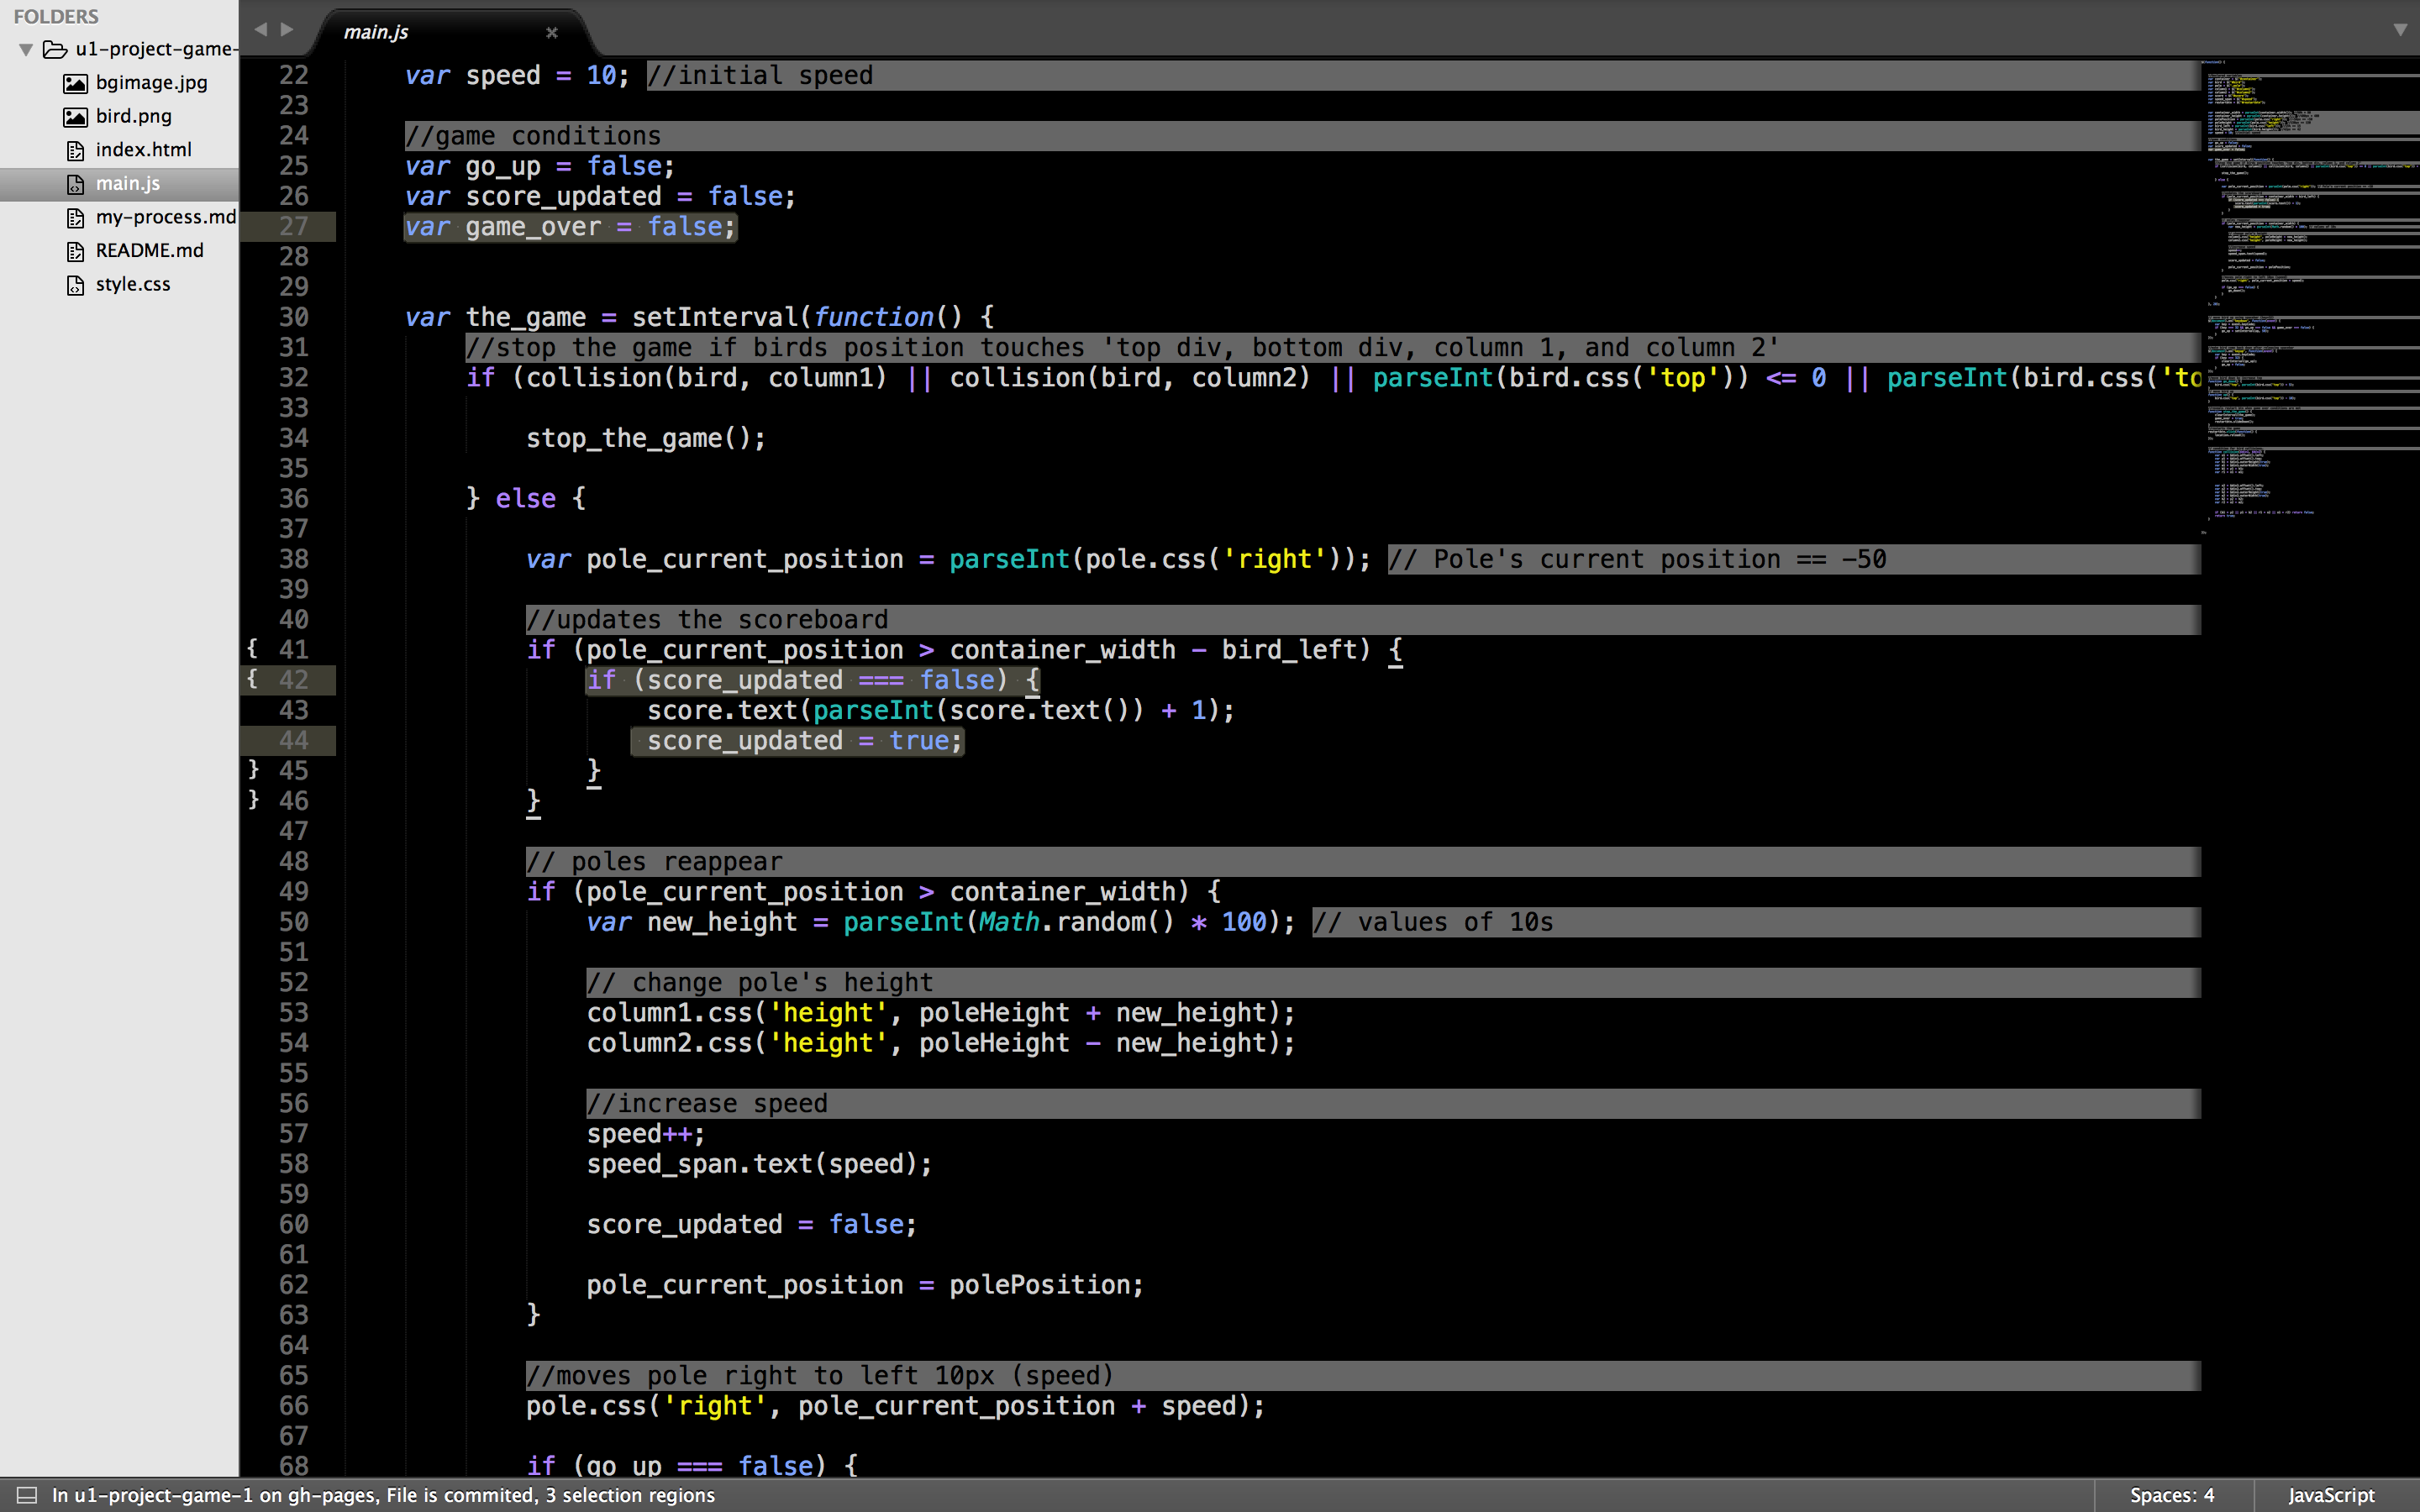 FOLDERS
u1-project-game-
bgimage.jpg
bird.png
index.html
main.js
my-process.md
README.md
style.css
main.js
22 var speed = 10; //initial speed
23
24 //game conditions
25 var go_up = false;
26 var score_updated = false;
27 var game_over = false;
28
29
30 var the_game = setInterval(function() {
31 //stop the game if birds position touches 'top div, bottom div, column 1, and column 2'
32 if (collision(bird, column1) || collision(bird, column2) || parseInt(bird.css('top')) <= 0 || parseInt(bird.css('to
33
34 stop_the_game();
35
36 } else {
37
38 var pole_current_position = parseInt(pole.css('right')); // Pole's current position == -50
39
40 //updates the scoreboard
{ 41 if (pole_current_position > container_width - bird_left) {
{ 42 if (score_updated === false) {
43 score.text(parseInt(score.text()) + 1);
44 score_updated = true;
} 45 }
} 46 }
47
48 // poles reappear
49 if (pole_current_position > container_width) {
50 var new_height = parseInt(Math.random() * 100); // values of 10s
51
52 // change pole's height
53 column1.css('height', poleHeight + new_height);
54 column2.css('height', poleHeight - new_height);
55
56 //increase speed
57 speed++;
58 speed_span.text(speed);
59
60 score_updated = false;
61
62 pole_current_position = polePosition;
63 }
64
65 //moves pole right to left 10px (speed)
66 pole.css('right', pole_current_position + speed);
67
68 if (go_up === false) {
In u1-project-game-1 on gh-pages, File is commited, 3 selection regions
Spaces: 4
JavaScript